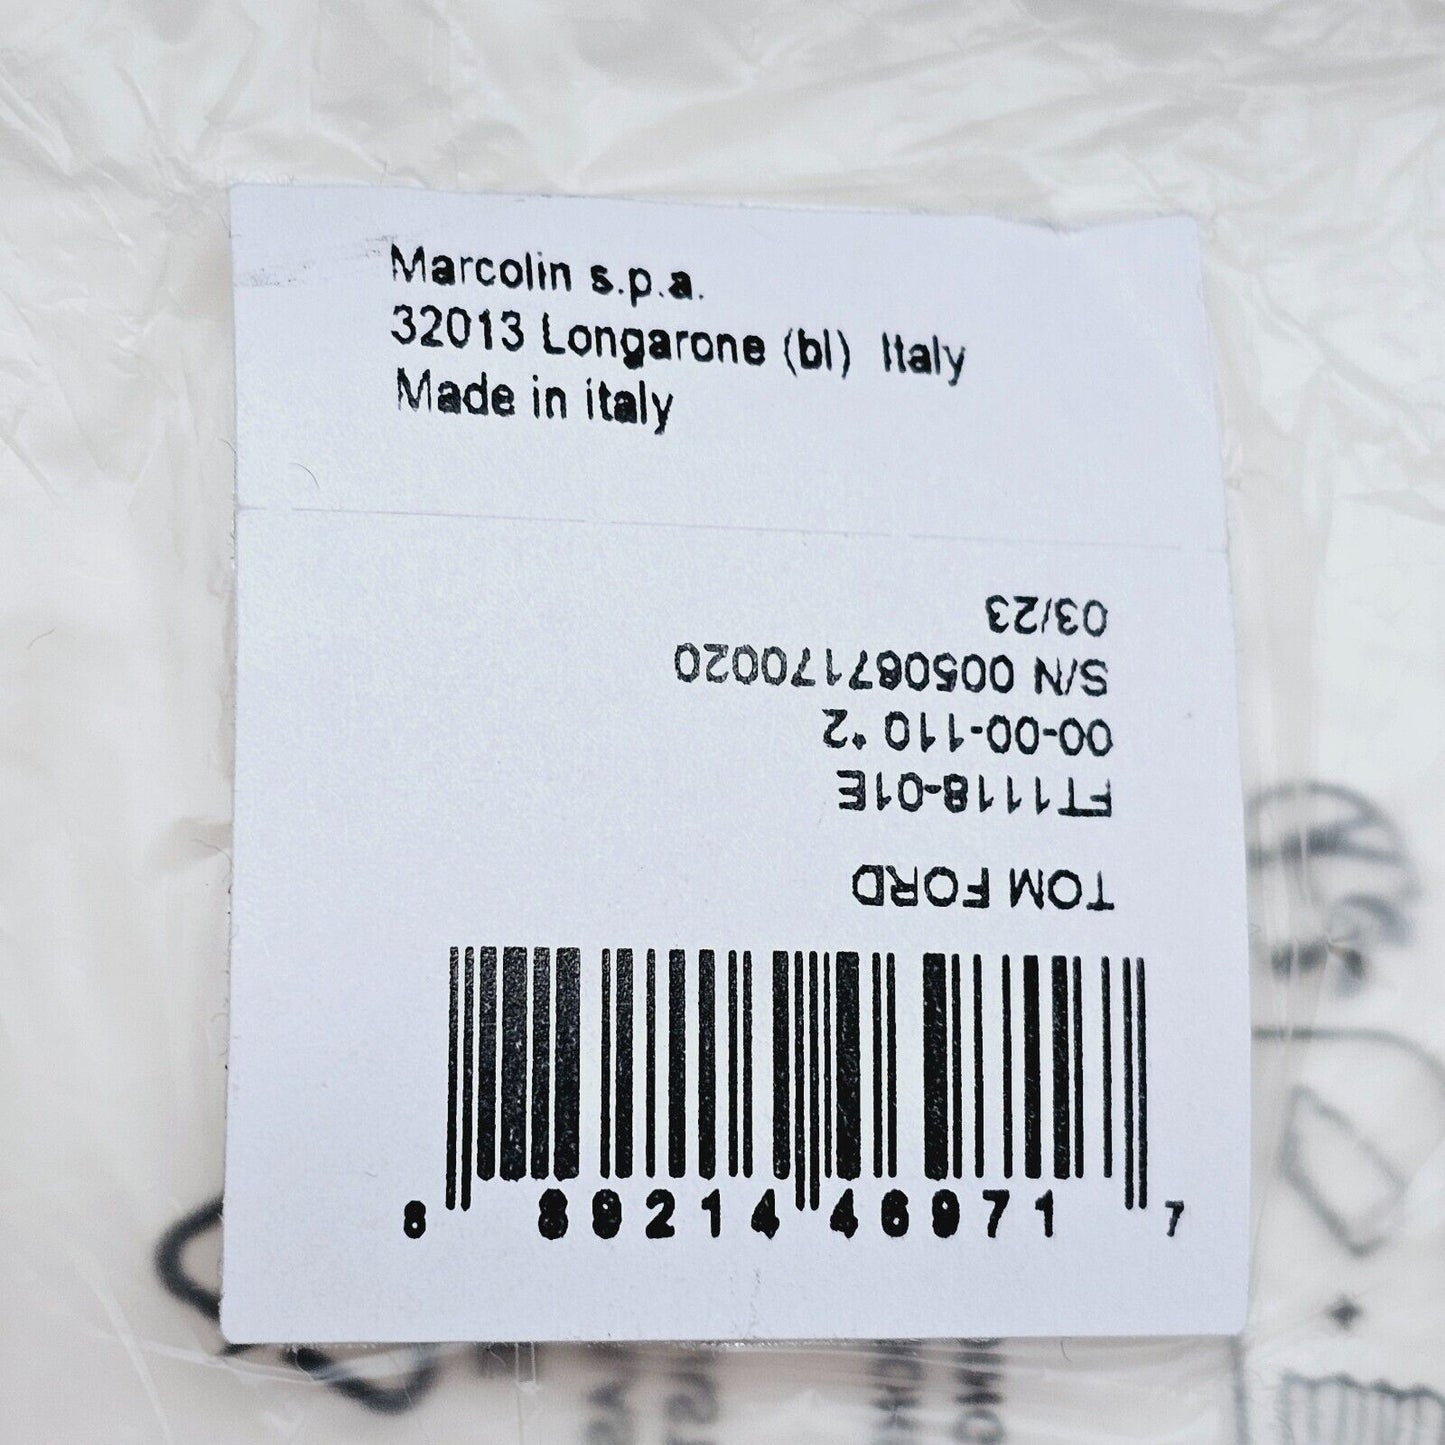 Marcolin s.p.a.
32013 Longarone (bl) Italy
Made in italy
TOM FORD
FT1118-01E
00-00-110 *2
S/N 005067170020
03/23
8 89214 46971 7